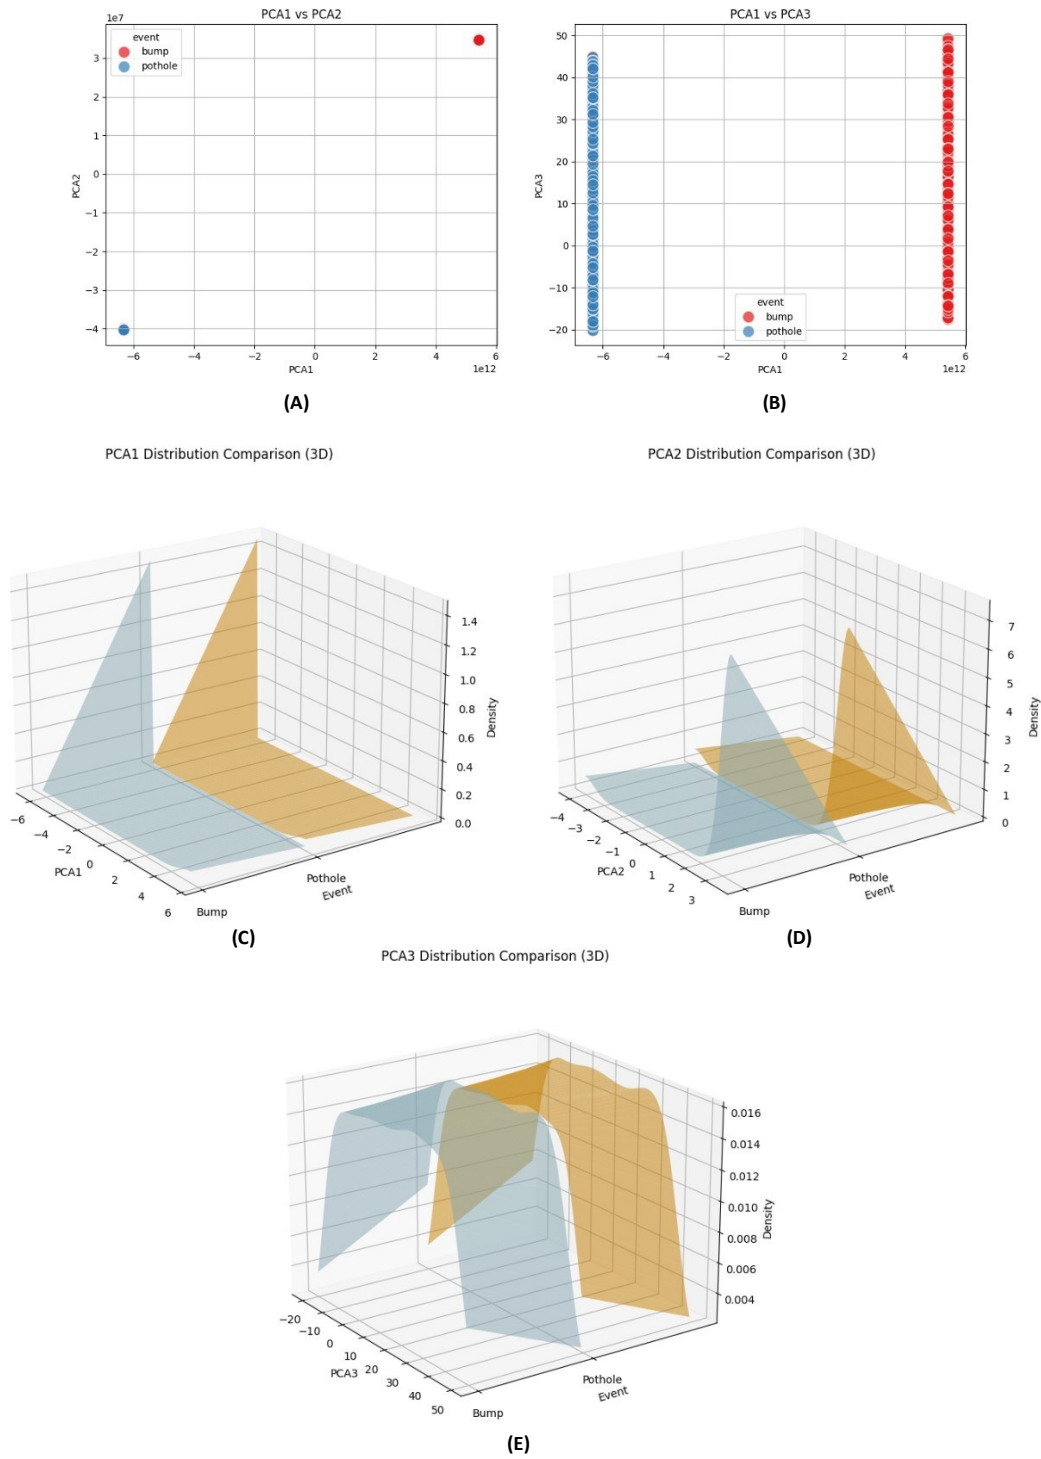 PCA1 vs PCA2
1e7
event
bump
pothole
3
2
1
0
−1
−2
−3
−4
PCA2
−6 −4 −2 0 2 4 6
1e12
PCA1
(A)
PCA1 vs PCA3
50
40
30
20
10
0
−10
−20
PCA3
event
bump
pothole
−6 −4 −2 0 2 4 6
1e12
PCA1
(B)
PCA1 Distribution Comparison (3D)
1.4
1.2
1.0
0.8
0.6
0.4
0.2
0.0
Density
−6
−4
−2
0
2
4
6
PCA1
Pothole
Event
Bump
(C)
PCA2 Distribution Comparison (3D)
7
6
5
4
3
2
1
0
Density
−4
−3
−2
−1
0
1
2
3
PCA2
Pothole
Event
Bump
(D)
PCA3 Distribution Comparison (3D)
0.016
0.014
0.012
0.010
0.008
0.006
0.004
Density
−20
−10
0
10
20
30
40
50
PCA3
Pothole
Event
Bump
(E)